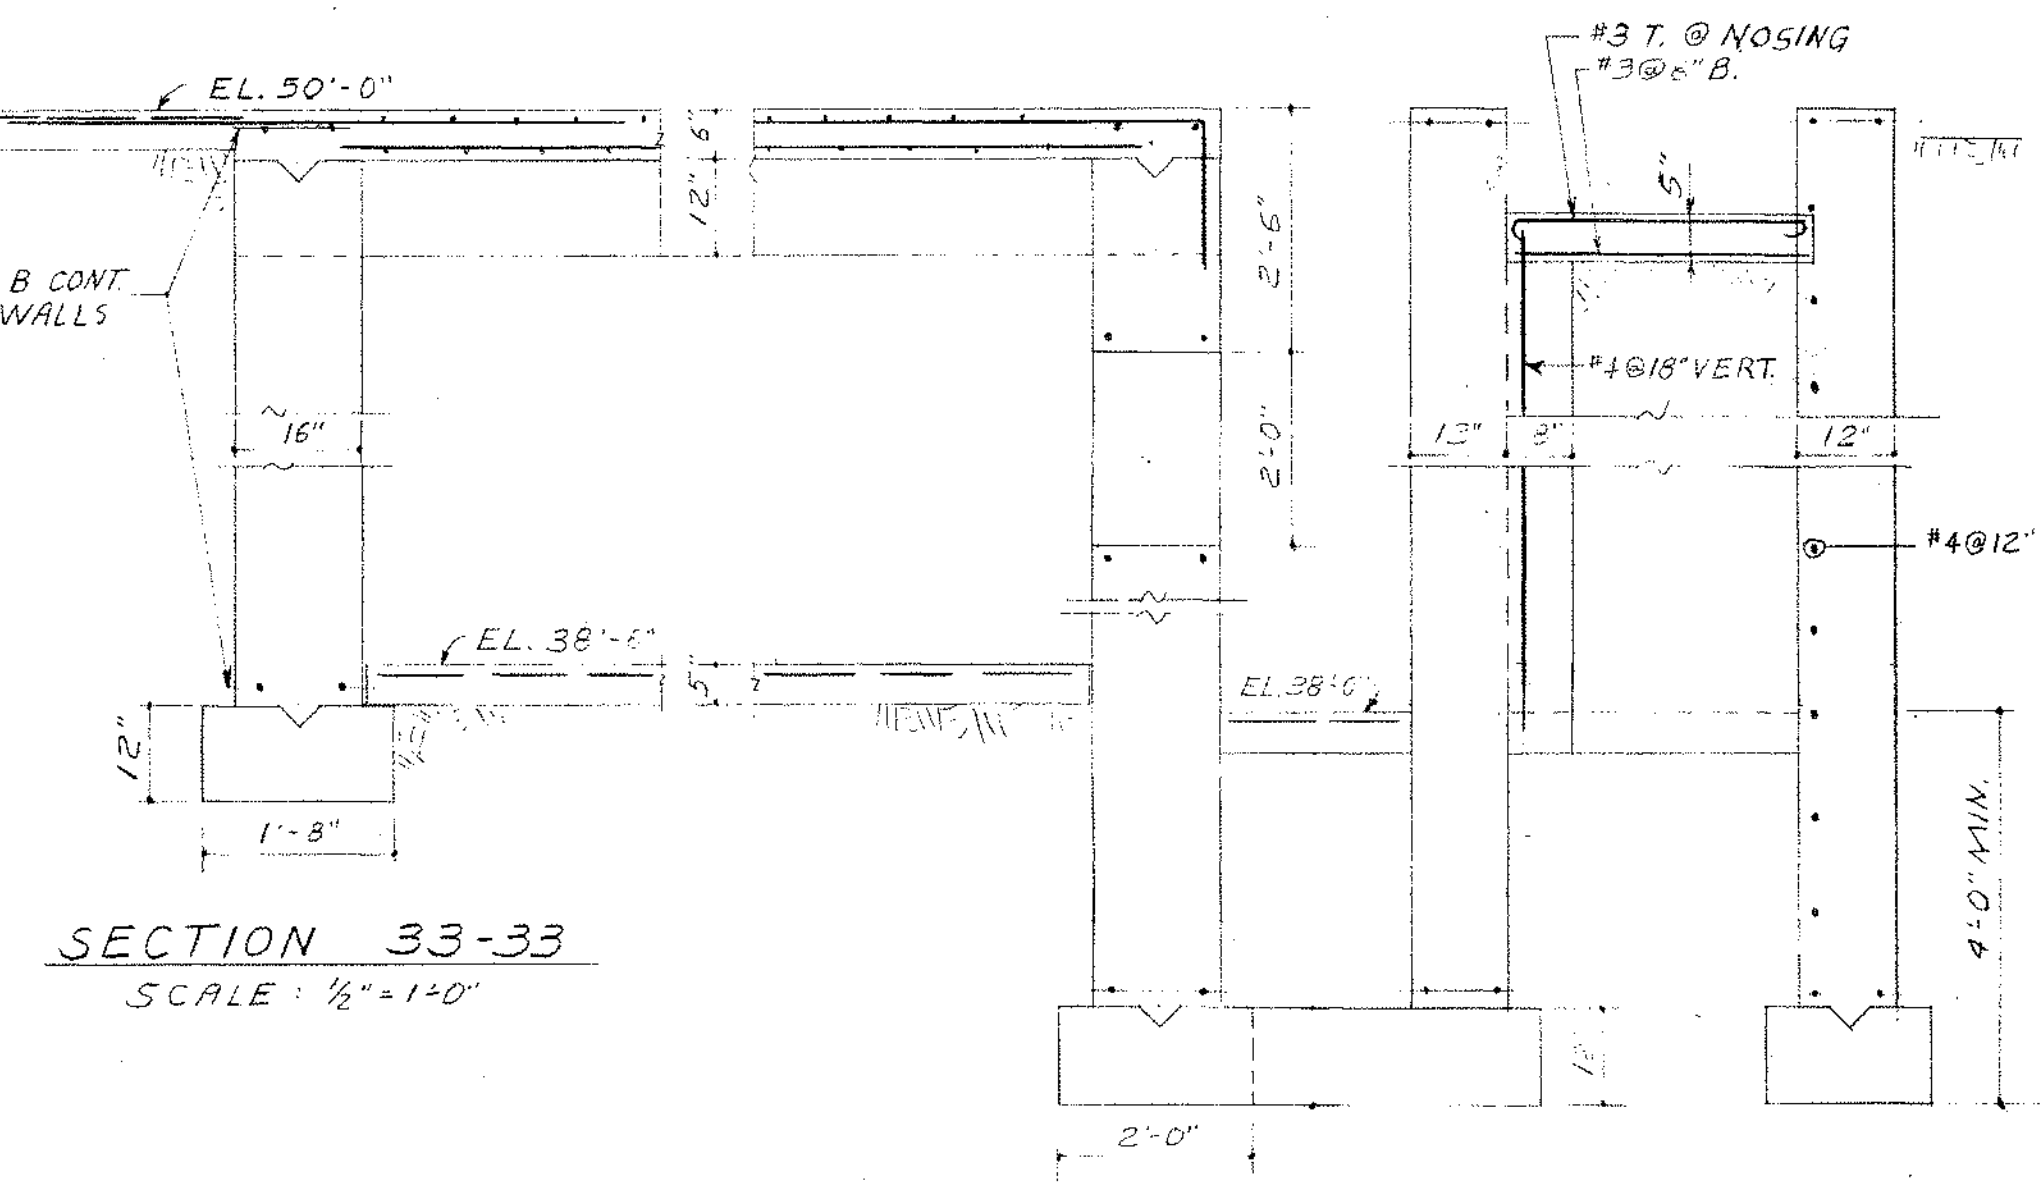 #3 T. @ NOSING
#3@6" B.
EL. 50'-0"
6"
12"
5"
2'-6"
B CONT.
WALLS
#4@18" VERT.
16"
2'-0"
13"
8"
12"
#4@12"
EL. 38'-6"
5"
EL. 38'-0"
12"
1'-8"
4'-0" MIN.
SECTION 33-33
SCALE: 1/2"=1'-0"
12"
2'-0"